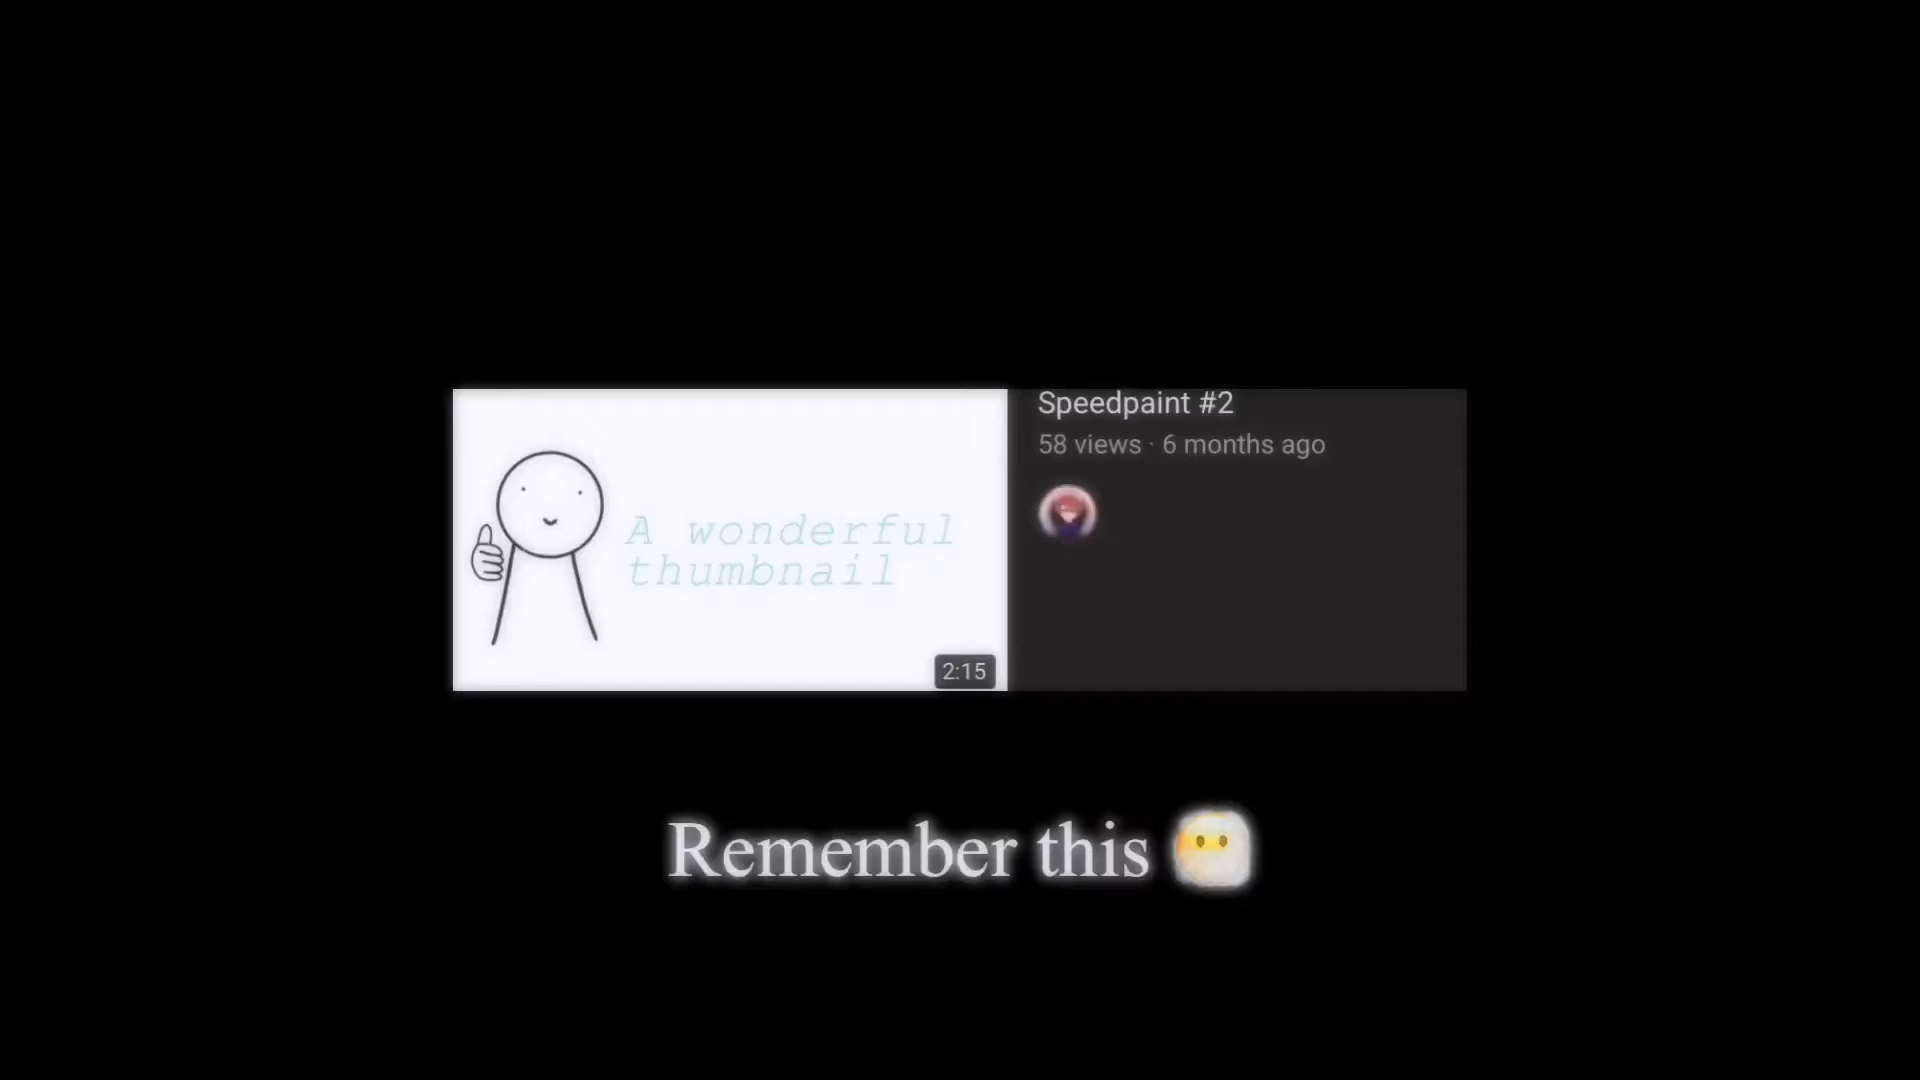 A wonderful
thumbnail
2:15
Speedpaint #2
58 views · 6 months ago
Remember this 😶